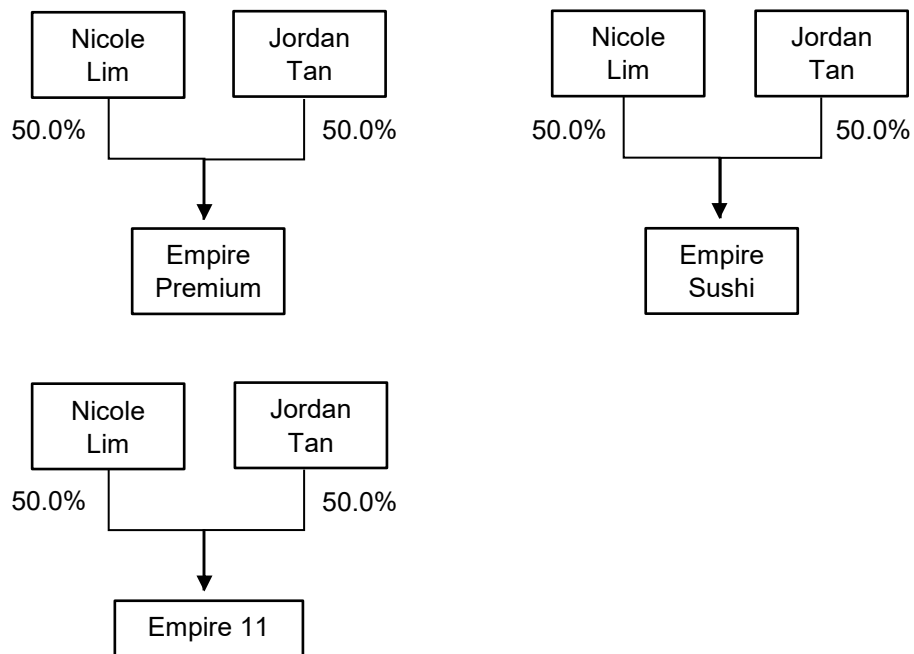 Nicole
Lim
Jordan
Tan
50.0%
50.0%
Empire
Premium
Nicole
Lim
Jordan
Tan
50.0%
50.0%
Empire
Sushi
Nicole
Lim
Jordan
Tan
50.0%
50.0%
Empire 11